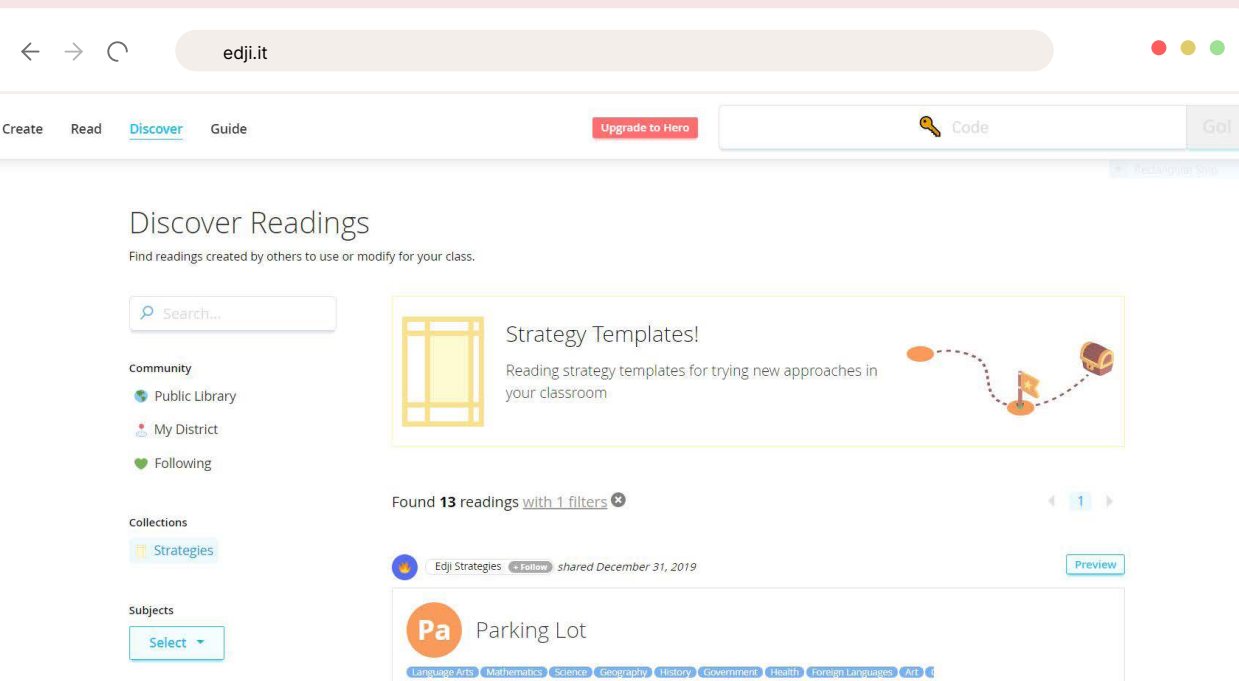 edji.it
Create Read Discover Guide
Upgrade to Hero
Code
Go!
Rectangular Snip
Discover Readings
Find readings created by others to use or modify for your class.
Search...
Strategy Templates!
Reading strategy templates for trying new approaches in
your classroom
Community
Public Library
My District
Following
Found 13 readings with 1 filters
1
Collections
Strategies
Edji Strategies + Follow shared December 31, 2019
Preview
Subjects
Select
Pa
Parking Lot
Language Arts Mathematics Science Geography History Government Health Foreign Languages Art